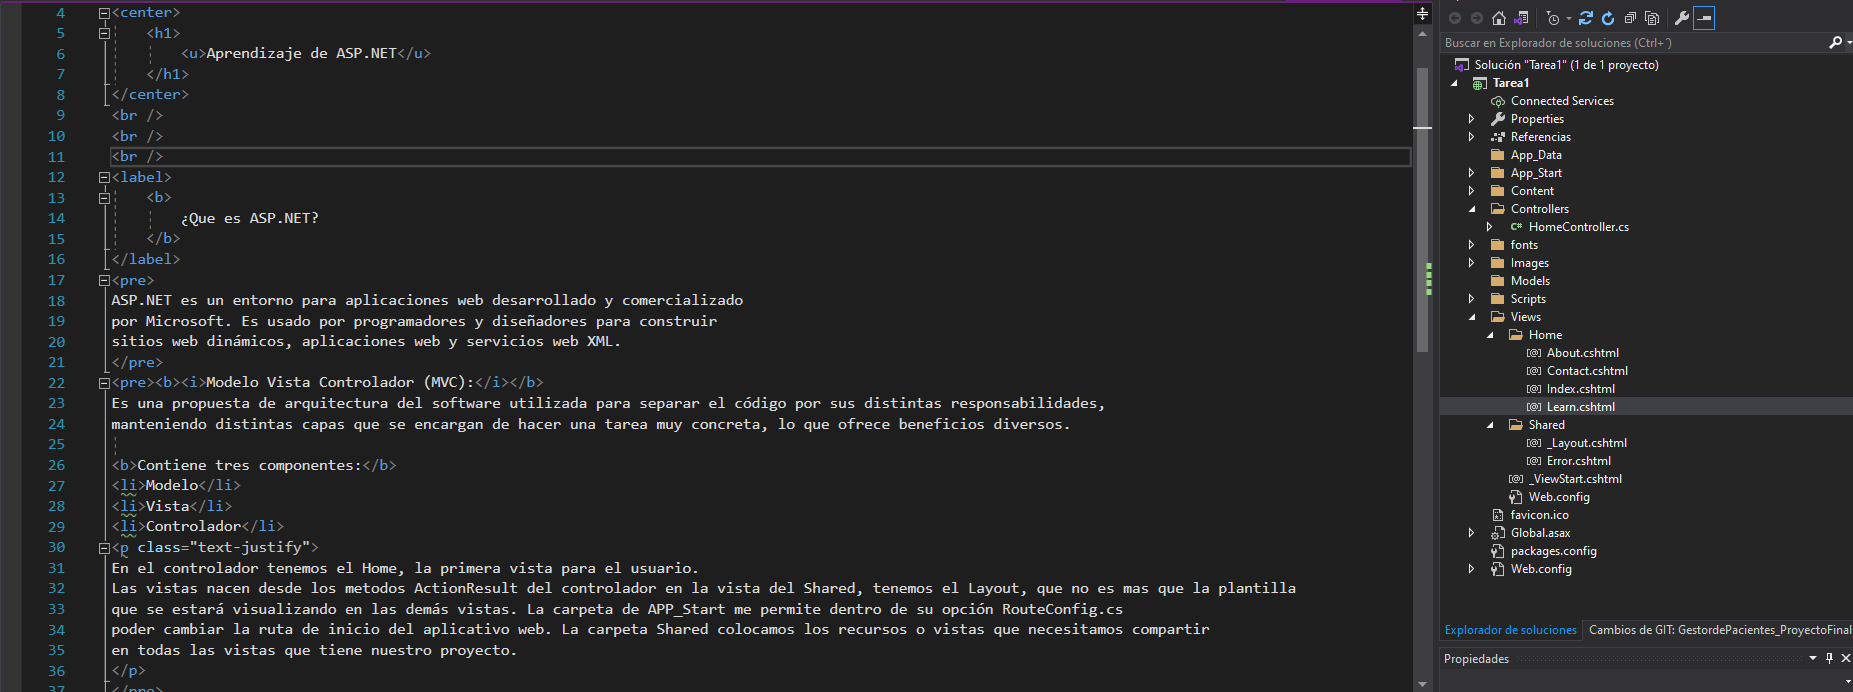 4 <center>
5 <h1>
6 <u>Aprendizaje de ASP.NET</u>
7 </h1>
8 </center>
9 <br />
10 <br />
11 <br />
12 <label>
13 <b>
14 ¿Que es ASP.NET?
15 </b>
16 </label>
17 <pre>
18 ASP.NET es un entorno para aplicaciones web desarrollado y comercializado
19 por Microsoft. Es usado por programadores y diseñadores para construir
20 sitios web dinámicos, aplicaciones web y servicios web XML.
21 </pre>
22 <pre><b><i>Modelo Vista Controlador (MVC):</i></b>
23 Es una propuesta de arquitectura del software utilizada para separar el código por sus distintas responsabilidades,
24 manteniendo distintas capas que se encargan de hacer una tarea muy concreta, lo que ofrece beneficios diversos.
25
26 <b>Contiene tres componentes:</b>
27 <li>Modelo</li>
28 <li>Vista</li>
29 <li>Controlador</li>
30 <p class="text-justify">
31 En el controlador tenemos el Home, la primera vista para el usuario.
32 Las vistas nacen desde los metodos ActionResult del controlador en la vista del Shared, tenemos el Layout, que no es mas que la plantilla
33 que se estará visualizando en las demás vistas. La carpeta de APP_Start me permite dentro de su opción RouteConfig.cs
34 poder cambiar la ruta de inicio del aplicativo web. La carpeta Shared colocamos los recursos o vistas que necesitamos compartir
35 en todas las vistas que tiene nuestro proyecto.
36 </p>
37 </pre>
Buscar en Explorador de soluciones (Ctrl+´)
Solución "Tarea1" (1 de 1 proyecto)
Tarea1
Connected Services
Properties
Referencias
App_Data
App_Start
Content
Controllers
C# HomeController.cs
fonts
Images
Models
Scripts
Views
Home
[@] About.cshtml
[@] Contact.cshtml
[@] Index.cshtml
[@] Learn.cshtml
Shared
[@] _Layout.cshtml
[@] Error.cshtml
[@] _ViewStart.cshtml
Web.config
favicon.ico
Global.asax
packages.config
Web.config
Explorador de soluciones Cambios de GIT: GestordePacientes_ProyectoFinal
Propiedades